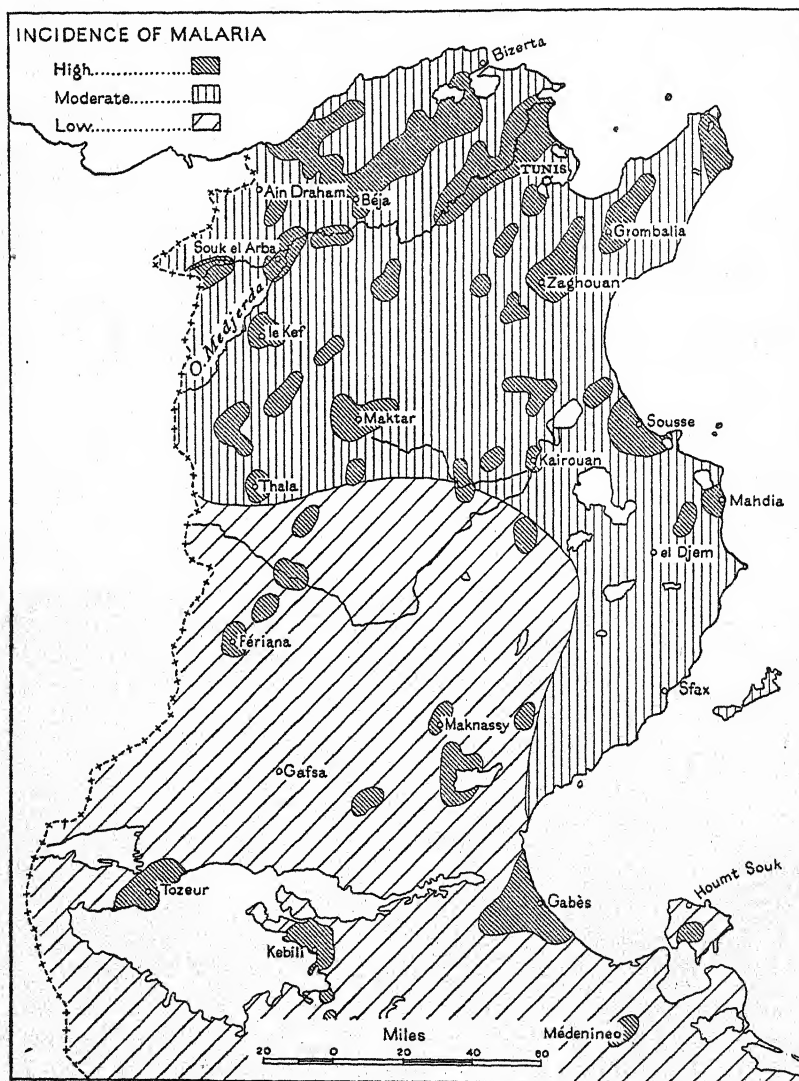 INCIDENCE OF MALARIA
High
Moderate
Low
Bizerta
TUNIS
Ain Draham
Béja
Grombalia
Souk el Arba
Zaghouan
O. Medjerda
le Kef
Maktar
Sousse
Kairouan
Thala
Mahdia
el Djem
Fériana
Sfax
Maknassy
Gafsa
Houmt Souk
Tozeur
Gabès
Kebili
Miles
Médenine
20 0 20 40 60